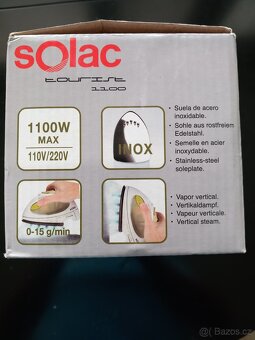 solac
tourist
1100
1100W
MAX
110V/220V
INOX
• Suela de acero
inoxidable.
• Sohle aus rostfreiem
Edelstahl.
• Semelle en acier
inoxydable.
• Stainless-steel
soleplate.
0-15 g/min
• Vapor vertical.
• Vertikaldampf.
• Vapeur verticale.
• Vertical steam.
Bazoš.cz